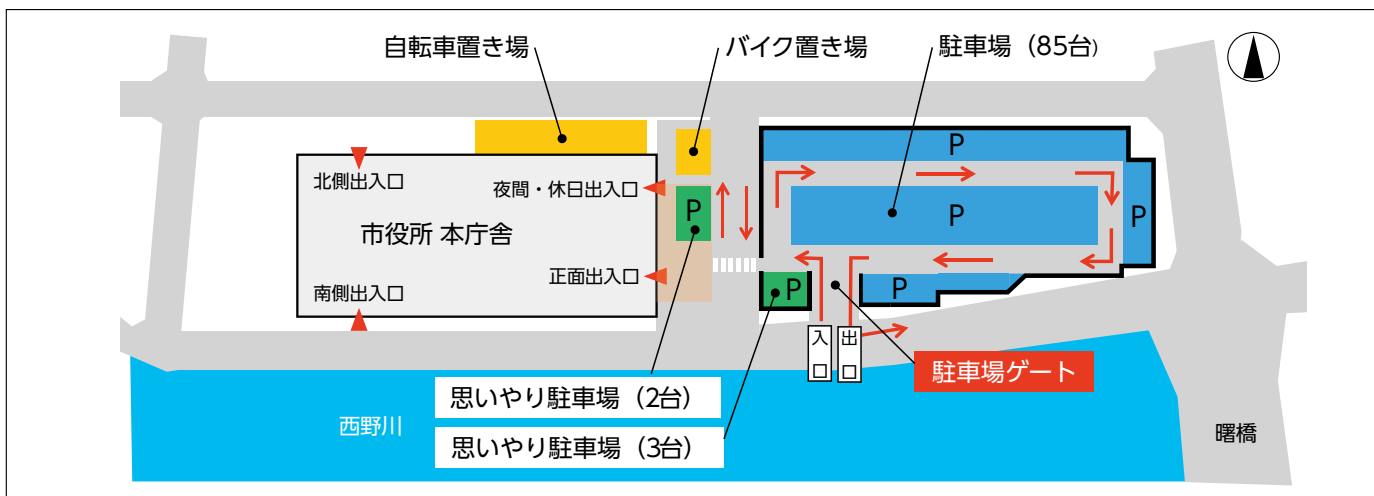 自転車置き場
バイク置き場
駐車場（85台）
北側出入口
夜間・休日出入口
市役所 本庁舎
正面出入口
南側出入口
P
P
P
P
P
P
入口
出口
駐車場ゲート
思いやり駐車場（2台）
思いやり駐車場（3台）
西野川
曙橋